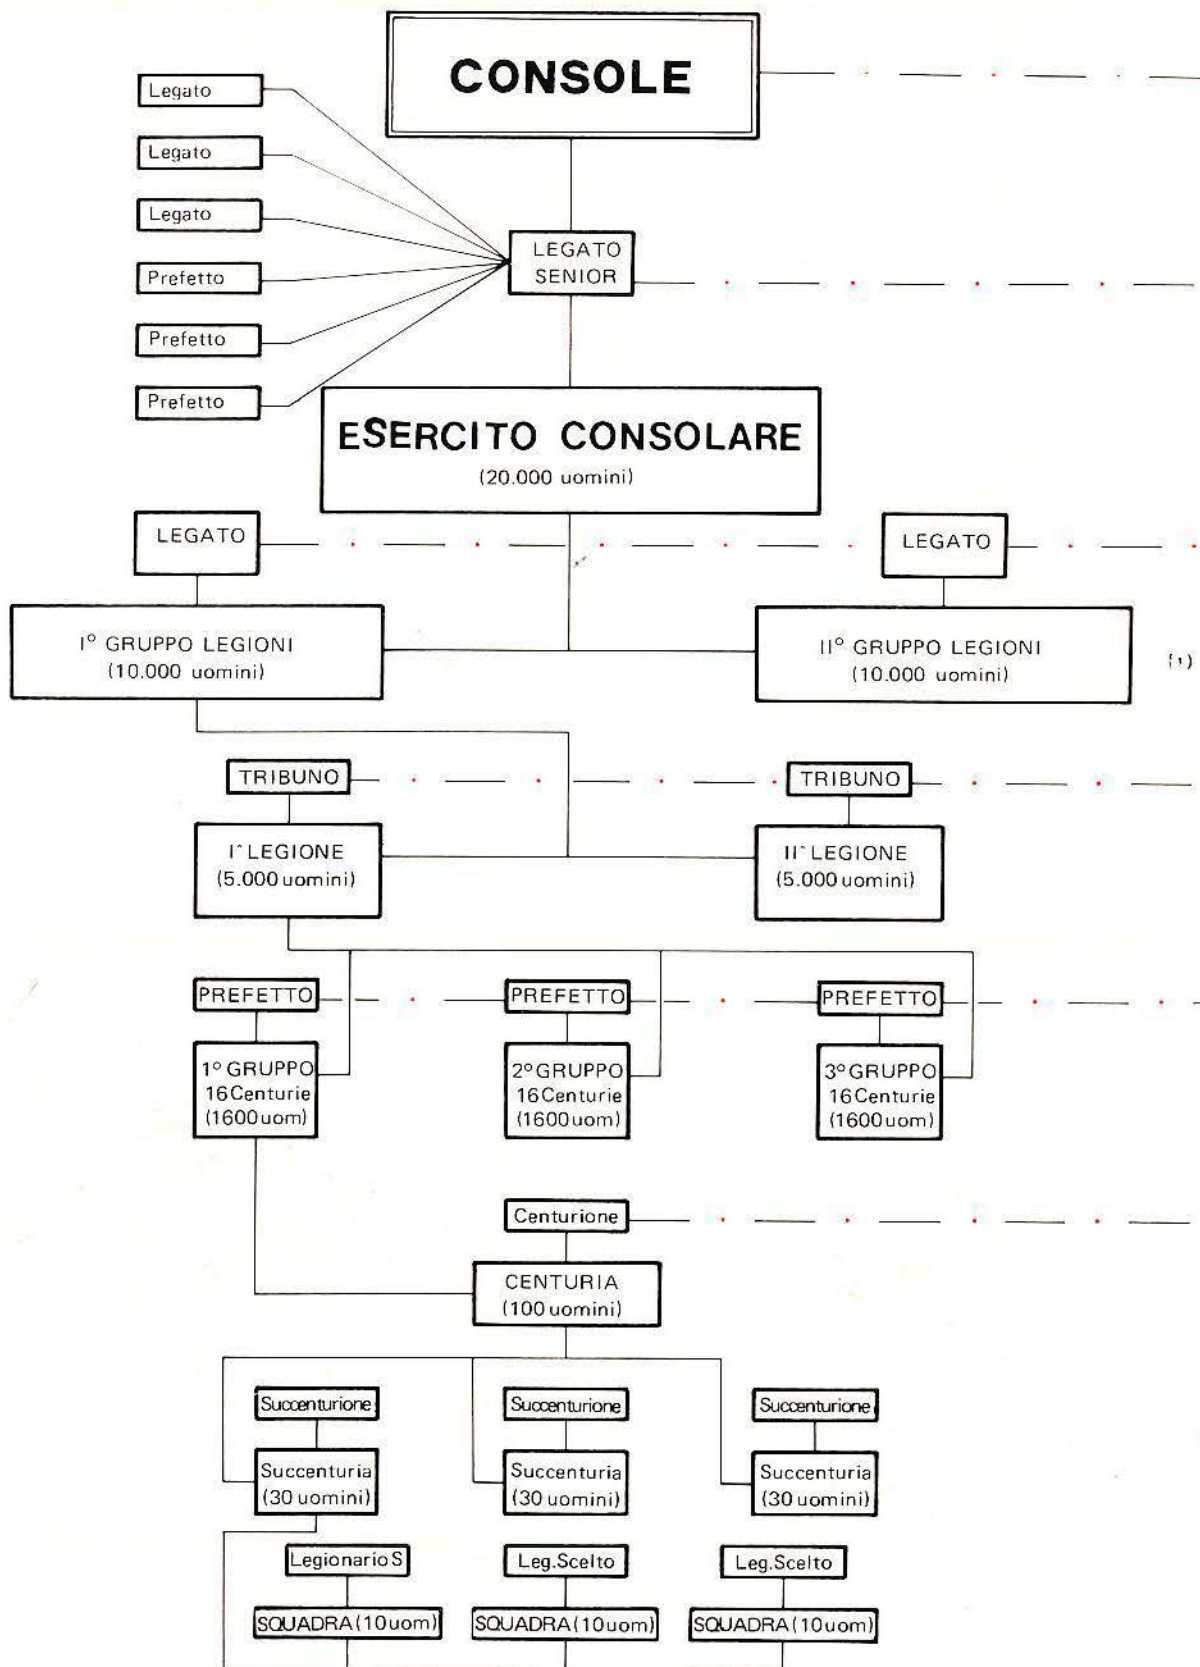 CONSOLE
Legato
Legato
Legato
Prefetto
Prefetto
Prefetto
LEGATO
SENIOR
ESERCITO CONSOLARE
(20.000 uomini)
LEGATO
LEGATO
I° GRUPPO LEGIONI
(10.000 uomini)
II° GRUPPO LEGIONI
(10.000 uomini)
(1)
TRIBUNO
TRIBUNO
I^ LEGIONE
(5.000 uomini)
II^ LEGIONE
(5.000 uomini)
PREFETTO
PREFETTO
PREFETTO
1° GRUPPO
16 Centurie
(1600 uom)
2° GRUPPO
16 Centurie
(1600 uom)
3° GRUPPO
16 Centurie
(1600 uom)
Centurione
CENTURIA
(100 uomini)
Succenturione
Succenturione
Succenturione
Succenturia
(30 uomini)
Succenturia
(30 uomini)
Succenturia
(30 uomini)
Legionario S
Leg. Scelto
Leg. Scelto
SQUADRA (10 uom)
SQUADRA (10 uom)
SQUADRA (10 uom)